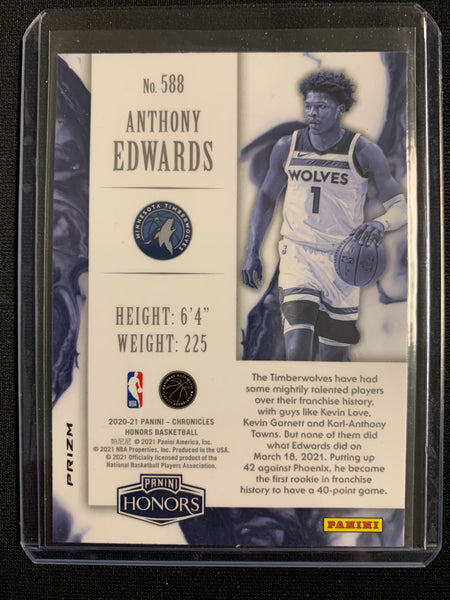 No. 588
ANTHONY
EDWARDS
MINNESOTA TIMBERWOLVES
HEIGHT: 6'4"
WEIGHT: 225
WOLVES
1
NBA
2020-21 PANINI – CHRONICLES
HONORS BASKETBALL
帕尼尼 © 2021 Panini America, Inc.
© 2021 NBA Properties, Inc. Produced in the USA.
© 2021 Officially licensed product of the
National Basketball Players Association.
PRIZM
PANINI
HONORS
The Timberwolves have had
some mightily talented players
over their franchise history,
with guys like Kevin Love,
Kevin Garnett and Karl-Anthony
Towns. But none of them did
what Edwards did on
March 18, 2021. Putting up
42 against Phoenix, he became
the first rookie in franchise
history to have a 40-point game.
PANINI